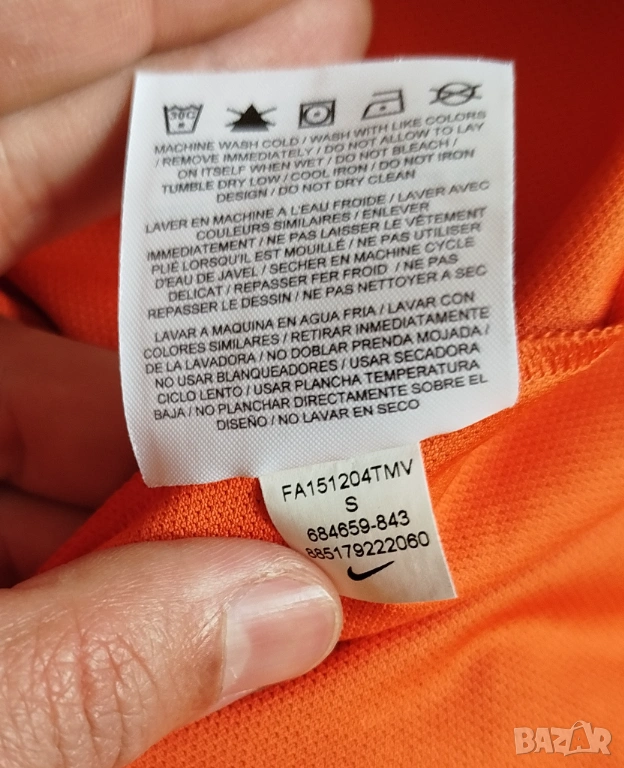 30C
MACHINE WASH COLD / WASH WITH LIKE COLORS
/ REMOVE IMMEDIATELY / DO NOT ALLOW TO LAY
ON ITSELF WHEN WET / DO NOT BLEACH /
TUMBLE DRY LOW / COOL IRON / DO NOT IRON
DESIGN / DO NOT DRY CLEAN
LAVER EN MACHINE A L'EAU FROIDE / LAVER AVEC
COULEURS SIMILAIRES / ENLEVER
IMMEDIATEMENT / NE PAS LAISSER LE VÊTEMENT
PLIÉ LORSQU'IL EST MOUILLÉ / NE PAS UTILISER
D'EAU DE JAVEL / SECHER EN MACHINE CYCLE
DELICAT / REPASSER FER FROID / NE PAS
REPASSER LE DESSIN / NE PAS NETTOYER A SEC
LAVAR A MAQUINA EN AGUA FRIA / LAVAR CON
COLORES SIMILARES / RETIRAR INMEDIATAMENTE
DE LA LAVADORA / NO DOBLAR PRENDA MOJADA /
NO USAR BLANQUEADORES / USAR SECADORA
CICLO LENTO / USAR PLANCHA TEMPERATURA
BAJA / NO PLANCHAR DIRECTAMENTE SOBRE EL
DISEÑO / NO LAVAR EN SECO
FA151204TMV
S
684659-843
885179222060
BAZAR